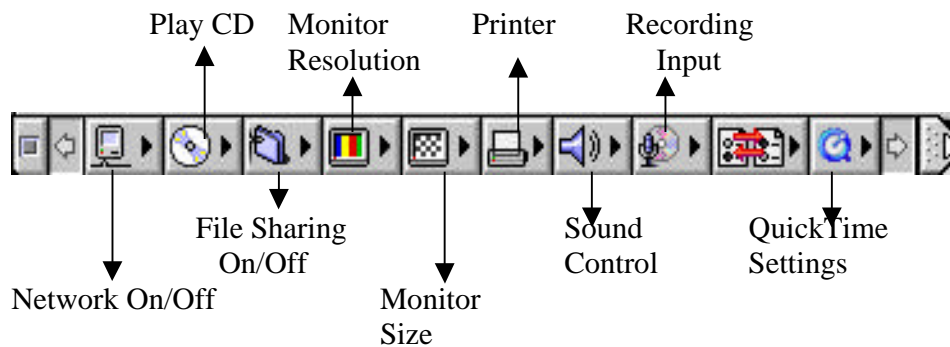 Play CD
Monitor
Resolution
Printer
Recording
Input
File Sharing
On/Off
Sound
Control
QuickTime
Settings
Network On/Off
Monitor
Size